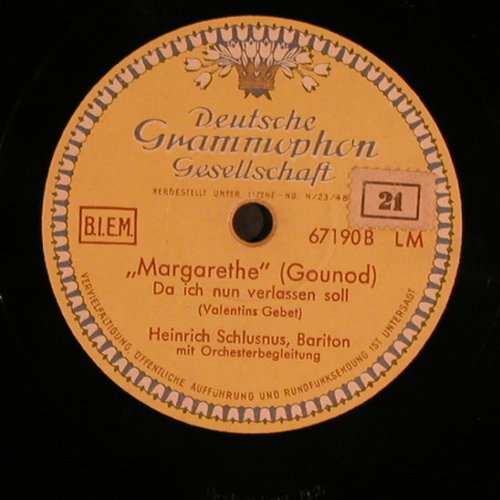 Deutsche
Grammophon
Gesellschaft
HERGESTELLT UNTER LIZENZ-NO. N/23/48
21
B.I.E.M.
67190B LM
„Margarethe“ (Gounod)
Da ich nun verlassen soll
(Valentins Gebet)
Heinrich Schlusnus, Bariton
mit Orchesterbegleitung
VERVIELFÄLTIGUNG, ÖFFENTLICHE AUFFÜHRUNG UND RUNDFUNKSENDUNG IST UNTERSAGT